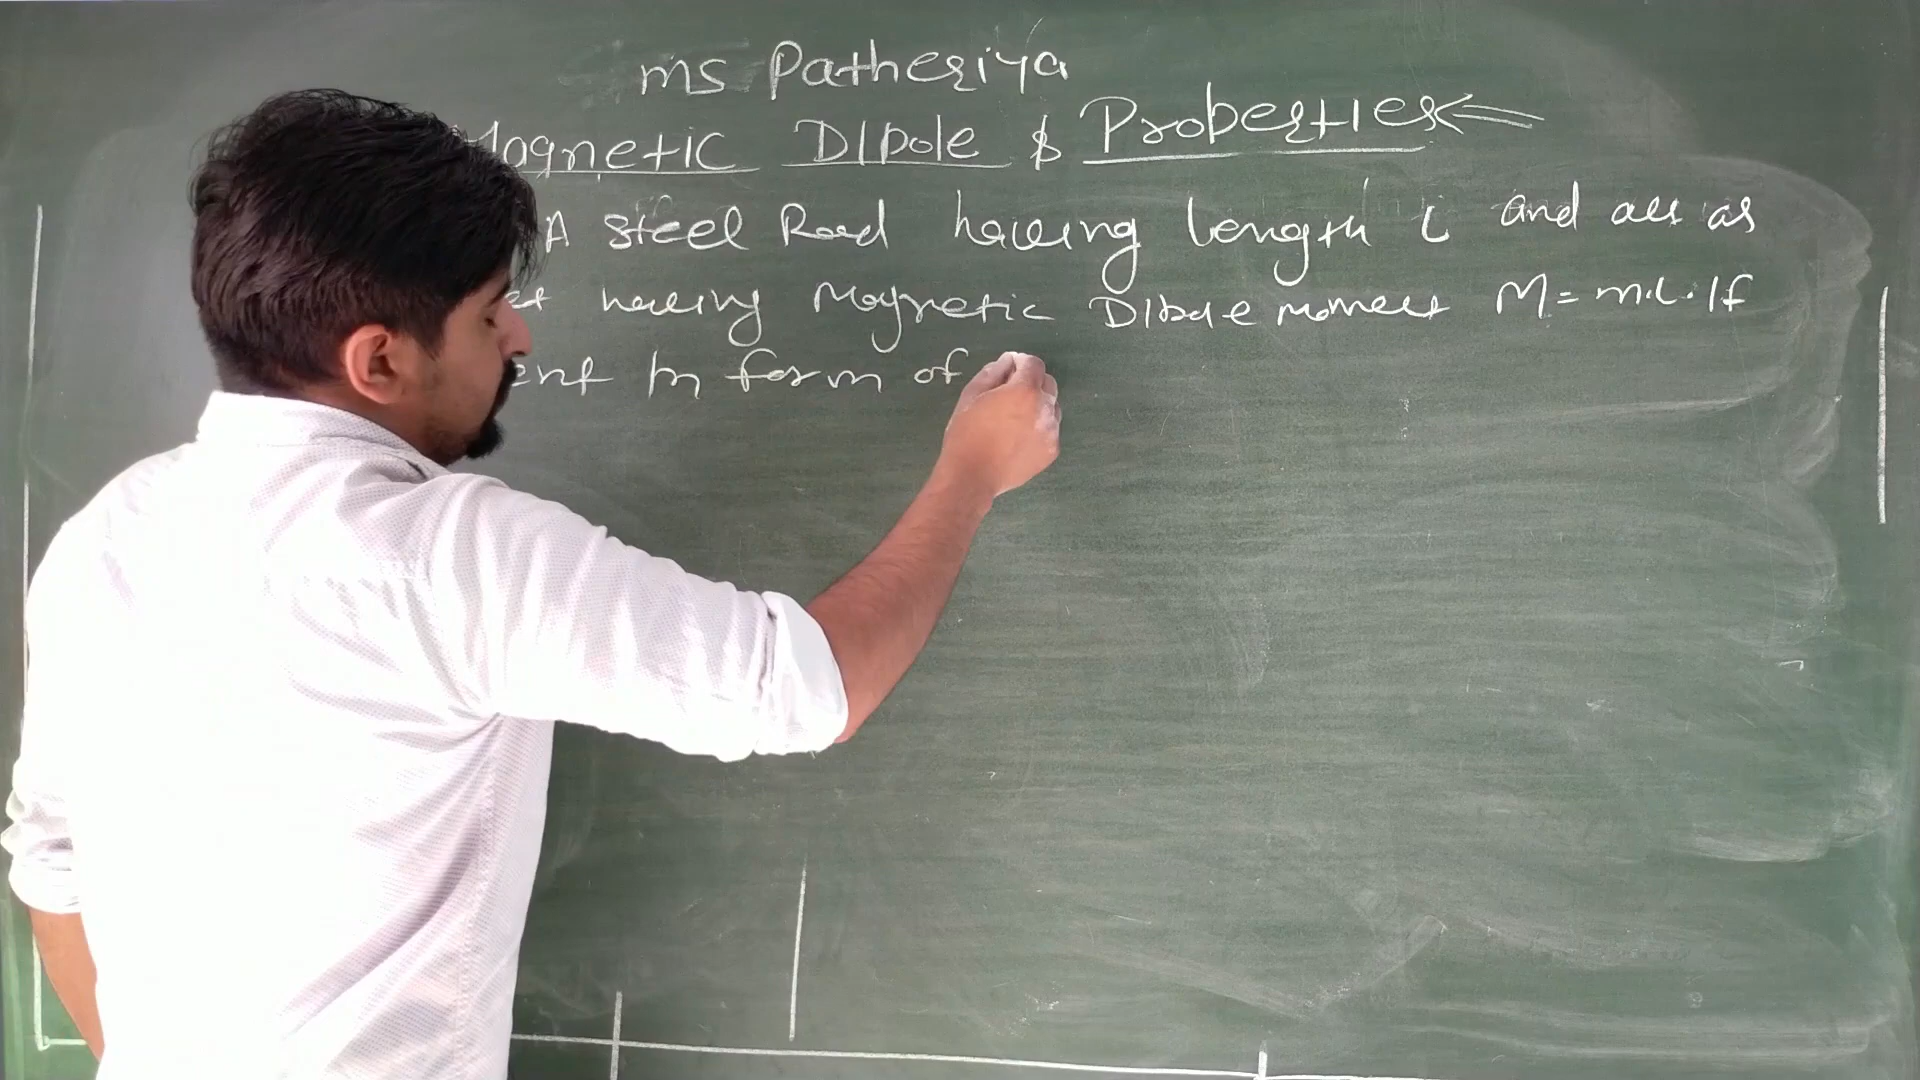 ms Patheriya
Magnetic Dipole & Properties
A Steel Road having length L and act as
having Magnetic Dipole moment M = m.L. If
in form of